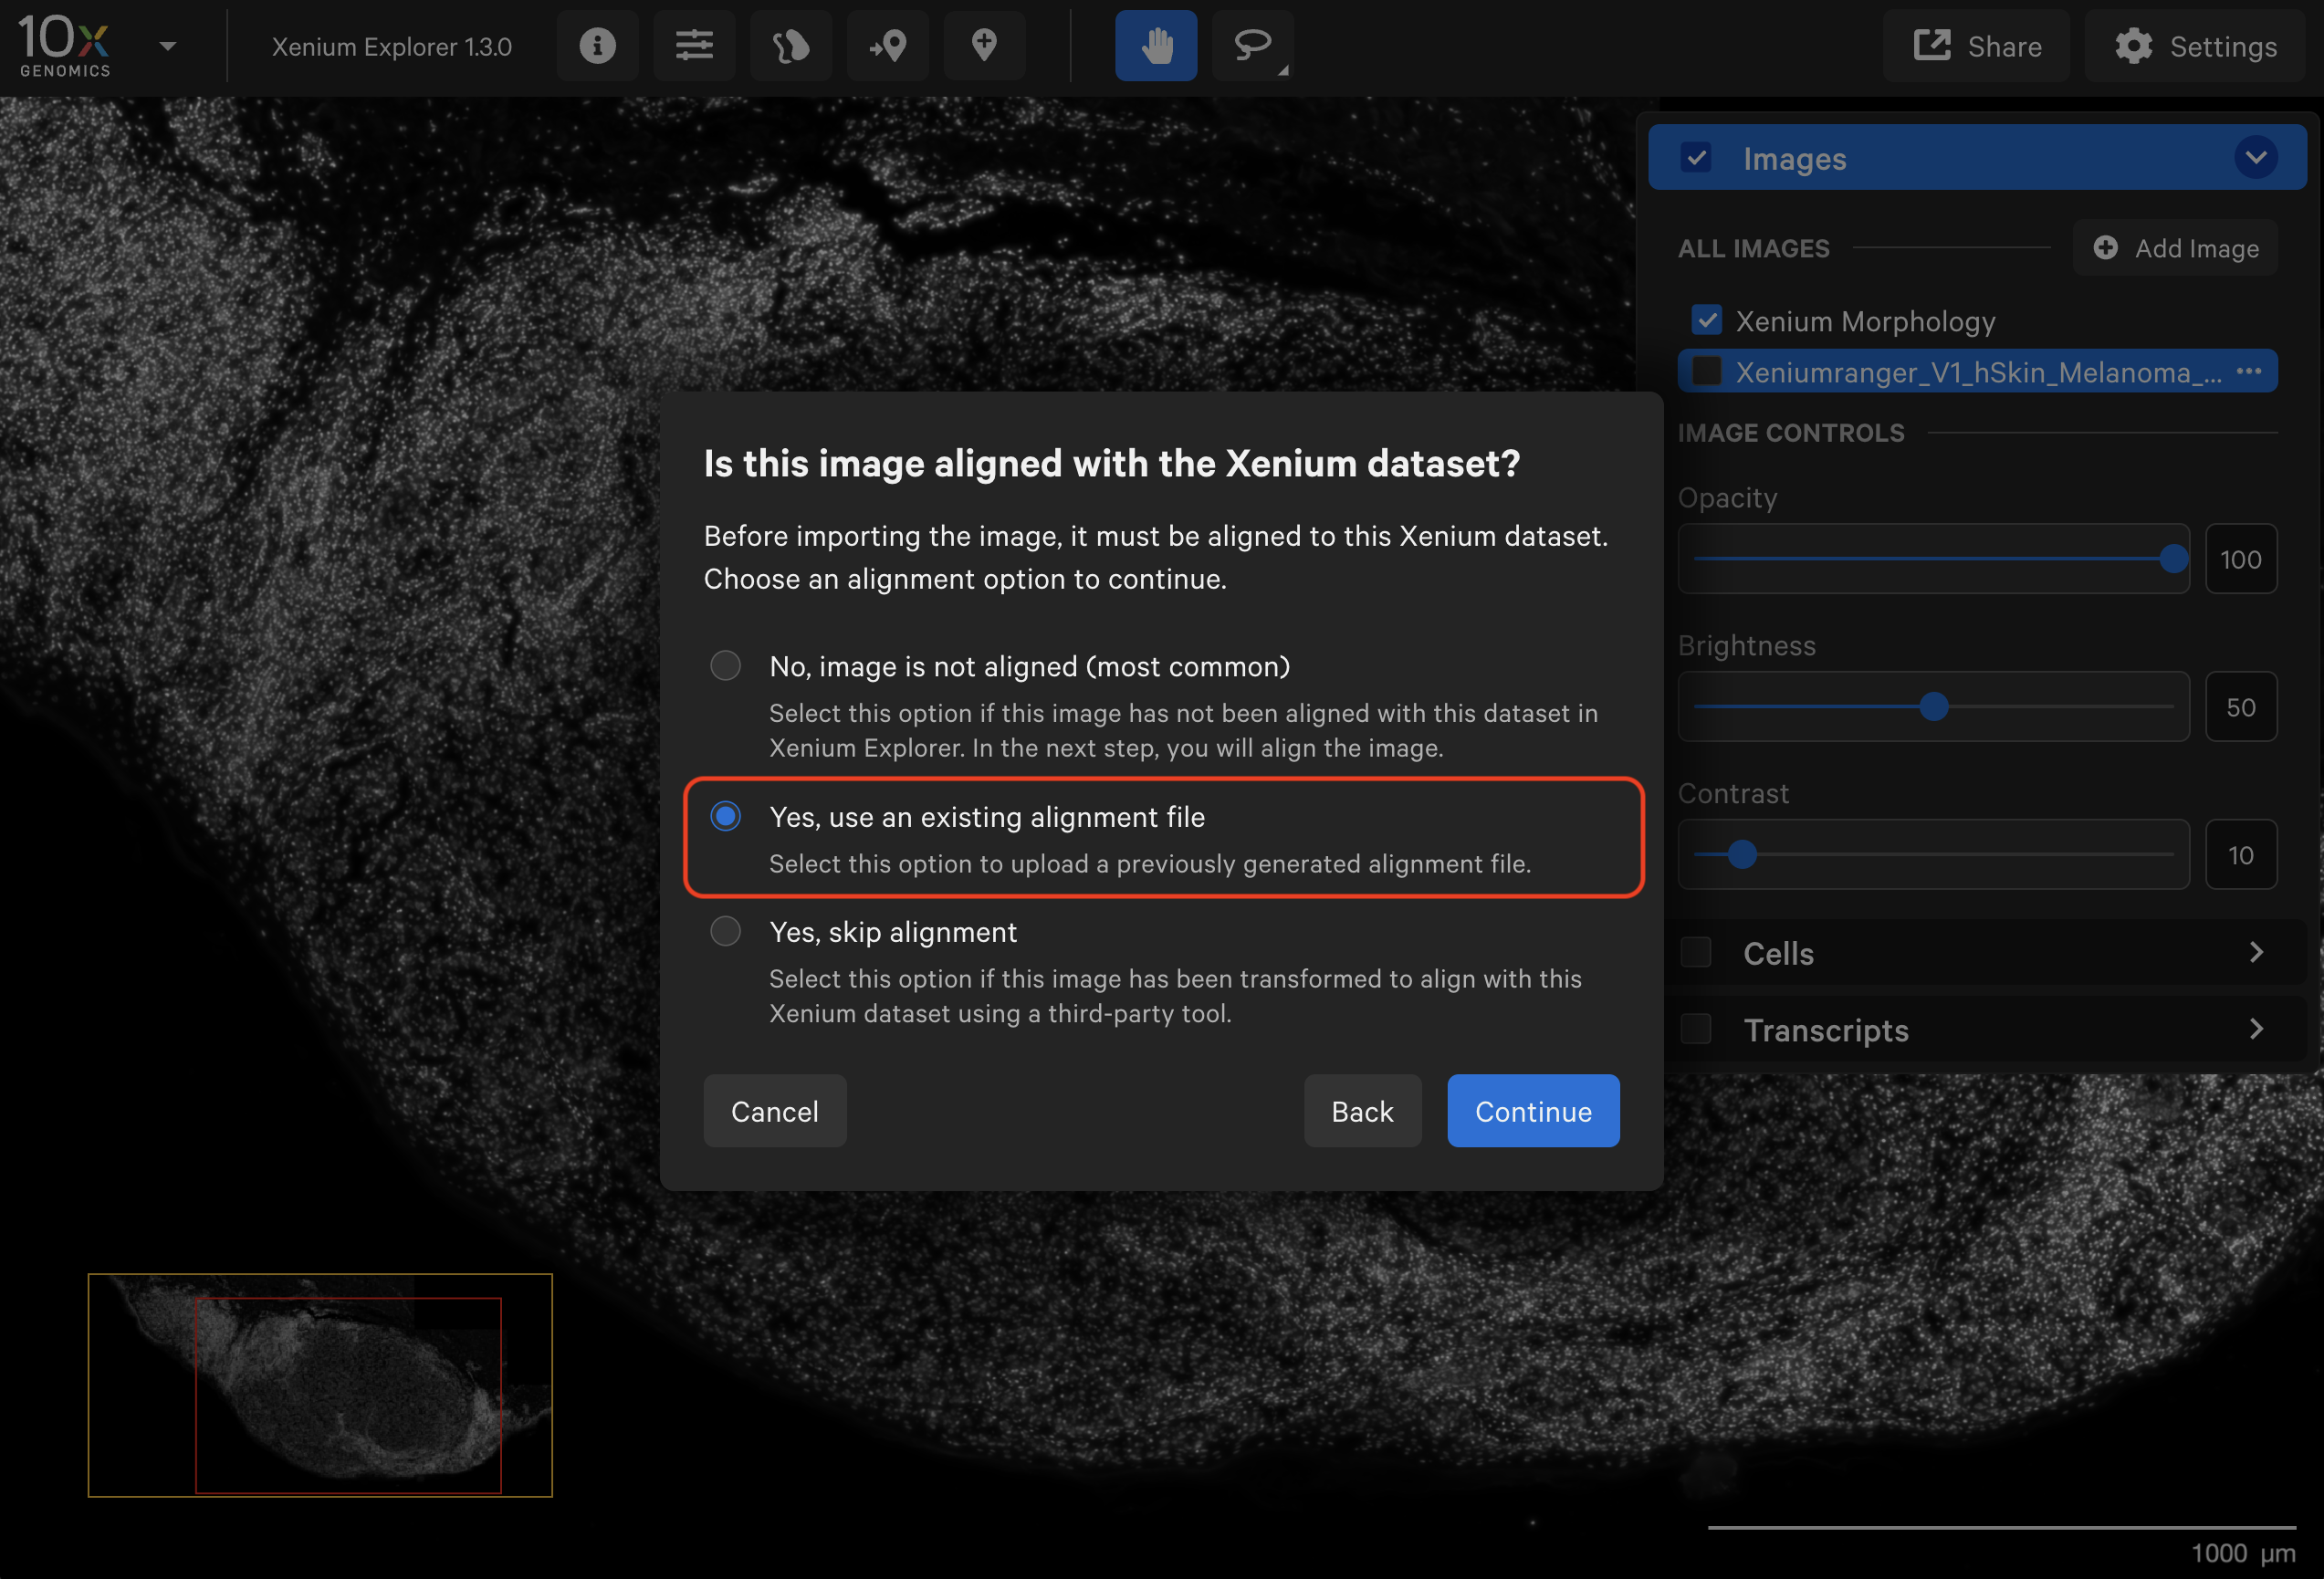 10x
GENOMICS
Xenium Explorer 1.3.0
Share
Settings
Images
ALL IMAGES
Add Image
Xenium Morphology
Xeniumranger_V1_hSkin_Melanoma_...
IMAGE CONTROLS
Opacity
100
Brightness
50
Contrast
10
Cells
Transcripts
Is this image aligned with the Xenium dataset?
Before importing the image, it must be aligned to this Xenium dataset.
Choose an alignment option to continue.
No, image is not aligned (most common)
Select this option if this image has not been aligned with this dataset in
Xenium Explorer. In the next step, you will align the image.
Yes, use an existing alignment file
Select this option to upload a previously generated alignment file.
Yes, skip alignment
Select this option if this image has been transformed to align with this
Xenium dataset using a third-party tool.
Cancel
Back
Continue
1000 µm